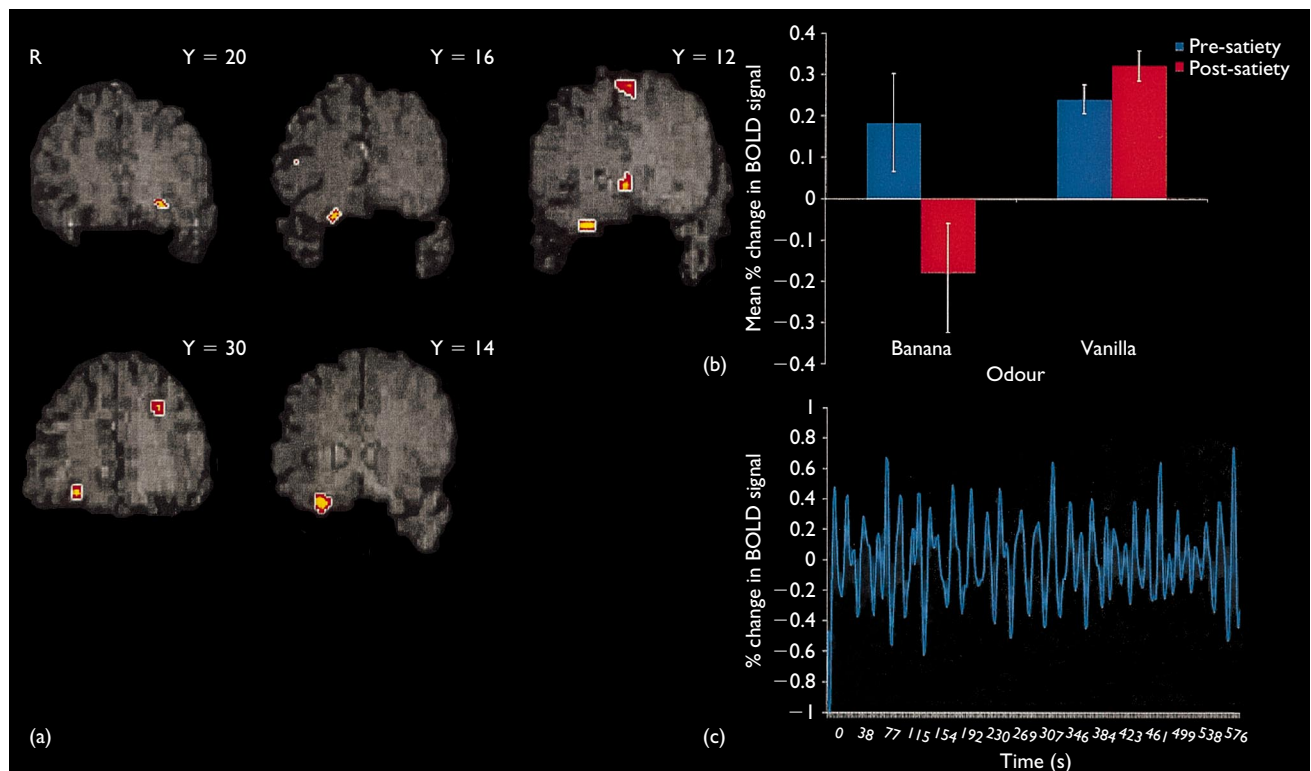 R
Y = 20
Y = 16
Y = 12
Y = 30
Y = 14
(a)
0.4
0.3
0.2
0.1
0
−0.1
−0.2
−0.3
−0.4
Mean % change in BOLD signal
Pre-satiety
Post-satiety
Banana
Vanilla
Odour
(b)
1
0.8
0.6
0.4
0.2
0
−0.2
−0.4
−0.6
−0.8
−1
% change in BOLD signal
0 38 77 115 154 192 230 269 307 346 384 423 461 499 538 576
Time (s)
(c)